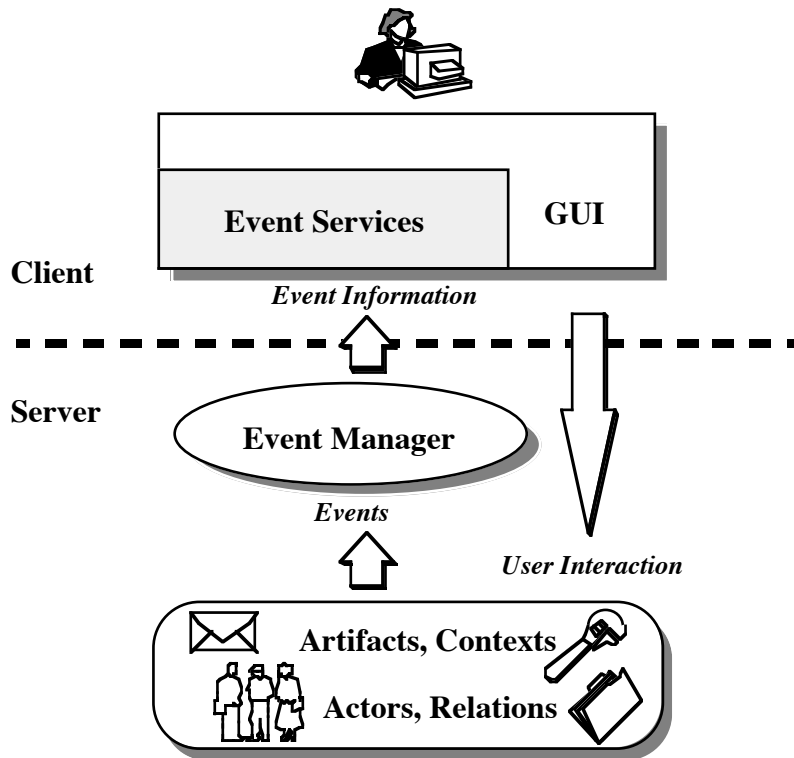 Event Services
GUI
Client
Event Information
Server
Event Manager
Events
User Interaction
Artifacts, Contexts
Actors, Relations